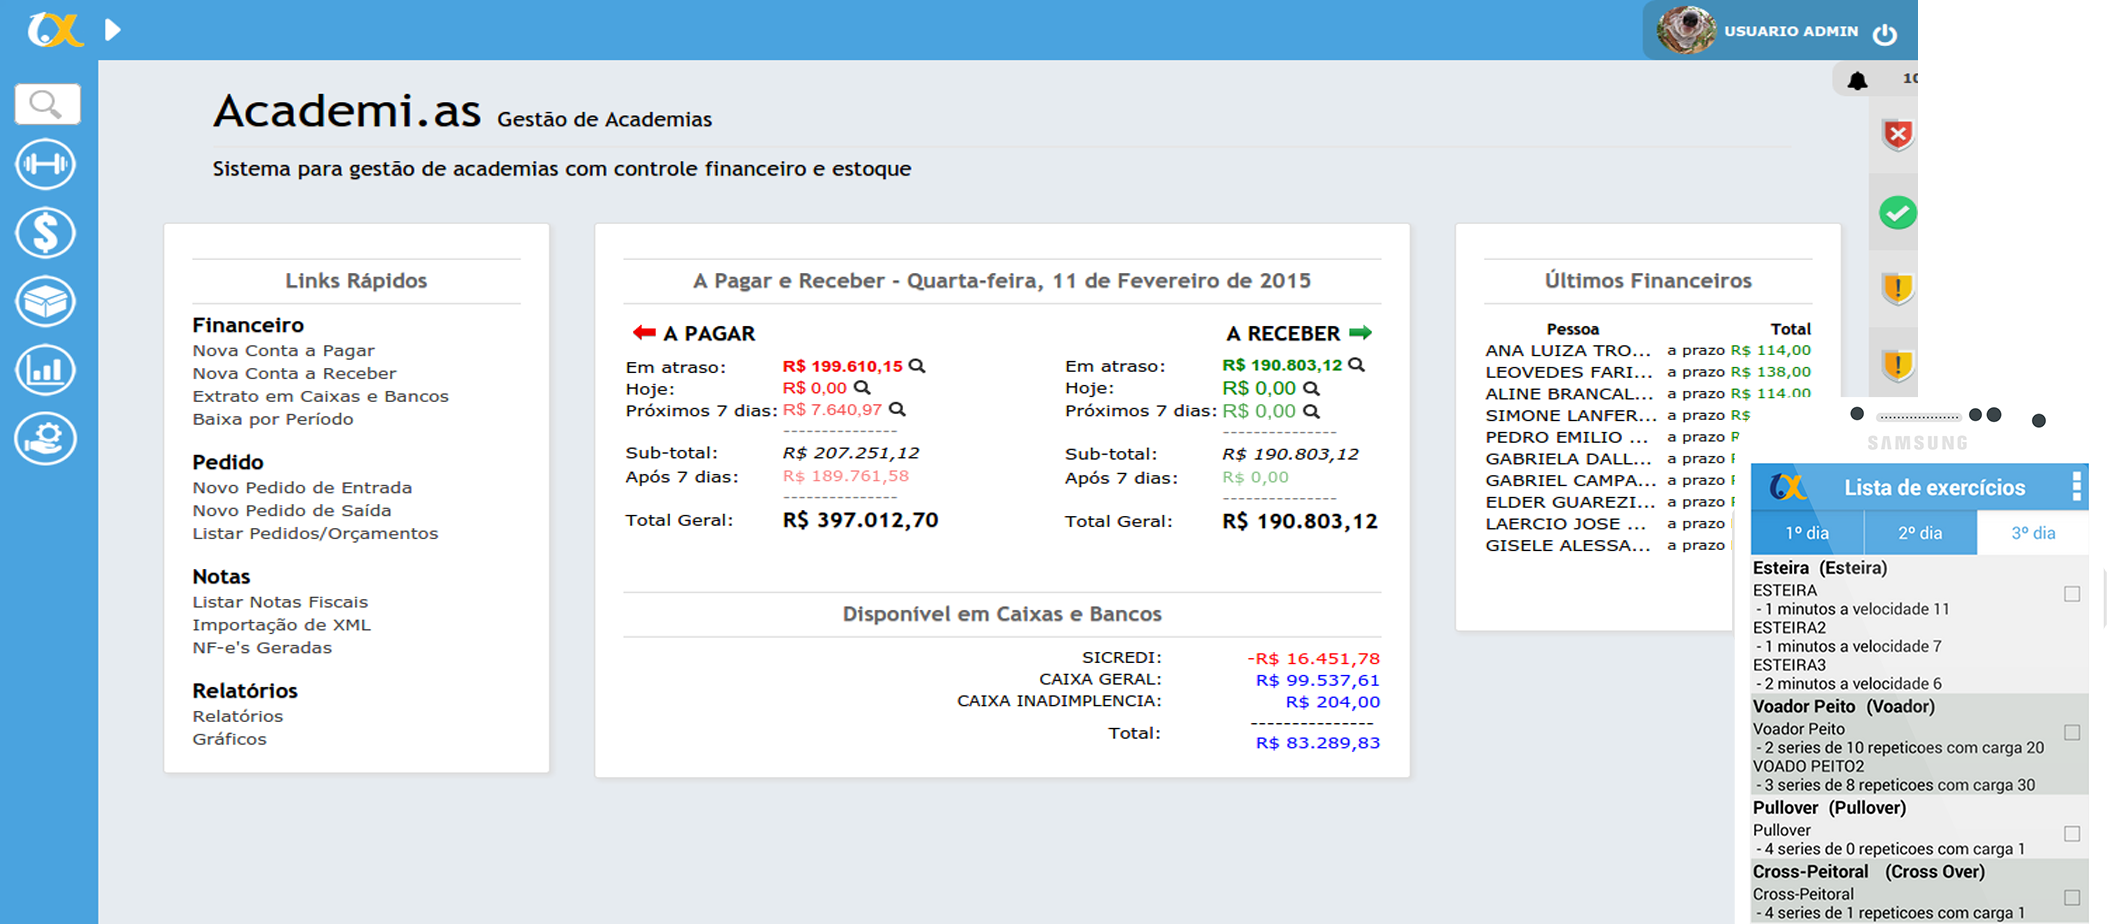 USUARIO ADMIN
10
Academi.as Gestão de Academias
Sistema para gestão de academias com controle financeiro e estoque
Links Rápidos
Financeiro
Nova Conta a Pagar
Nova Conta a Receber
Extrato em Caixas e Bancos
Baixa por Período
Pedido
Novo Pedido de Entrada
Novo Pedido de Saída
Listar Pedidos/Orçamentos
Notas
Listar Notas Fiscais
Importação de XML
NF-e's Geradas
Relatórios
Relatórios
Gráficos
A Pagar e Receber - Quarta-feira, 11 de Fevereiro de 2015
A PAGAR
Em atraso: R$ 199.610,15
Hoje: R$ 0,00
Próximos 7 dias: R$ 7.640,97
---------------
Sub-total: R$ 207.251,12
Após 7 dias: R$ 189.761,58
---------------
Total Geral: R$ 397.012,70
A RECEBER
Em atraso: R$ 190.803,12
Hoje: R$ 0,00
Próximos 7 dias: R$ 0,00
---------------
Sub-total: R$ 190.803,12
Após 7 dias: R$ 0,00
---------------
Total Geral: R$ 190.803,12
Disponível em Caixas e Bancos
SICREDI: -R$ 16.451,78
CAIXA GERAL: R$ 99.537,61
CAIXA INADIMPLENCIA: R$ 204,00
----------------
Total: R$ 83.289,83
Últimos Financeiros
Pessoa Total
ANA LUIZA TRO... a prazo R$ 114,00
LEOVEDES FARI... a prazo R$ 138,00
ALINE BRANCAL... a prazo R$ 114,00
SIMONE LANFER... a prazo R$
PEDRO EMILIO ... a prazo
GABRIELA DALL... a prazo
GABRIEL CAMPA... a prazo
ELDER GUAREZI... a prazo
LAERCIO JOSE ... a prazo
GISELE ALESSA... a prazo
SAMSUNG
Lista de exercícios
1º dia 2º dia 3º dia
Esteira (Esteira)
ESTEIRA
- 1 minutos a velocidade 11
ESTEIRA2
- 1 minutos a velocidade 7
ESTEIRA3
- 2 minutos a velocidade 6
Voador Peito (Voador)
Voador Peito
- 2 series de 10 repeticoes com carga 20
VOADO PEITO2
- 3 series de 8 repeticoes com carga 30
Pullover (Pullover)
Pullover
- 4 series de 0 repeticoes com carga 1
Cross-Peitoral (Cross Over)
Cross-Peitoral
- 4 series de 1 repeticoes com carga 1